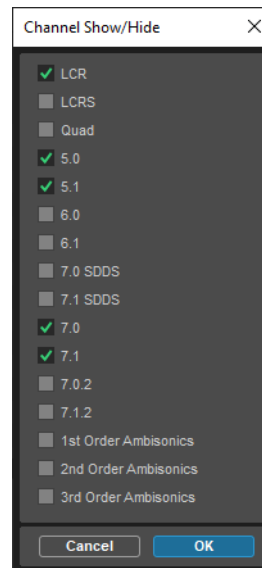 Channel Show/Hide
LCR
LCRS
Quad
5.0
5.1
6.0
6.1
7.0 SDDS
7.1 SDDS
7.0
7.1
7.0.2
7.1.2
1st Order Ambisonics
2nd Order Ambisonics
3rd Order Ambisonics
Cancel OK